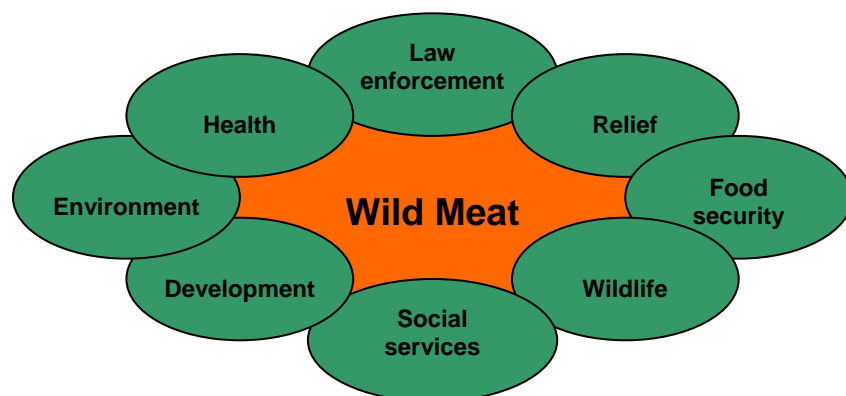 Law
enforcement
Health
Relief
Environment
Wild Meat
Food
security
Development
Wildlife
Social
services